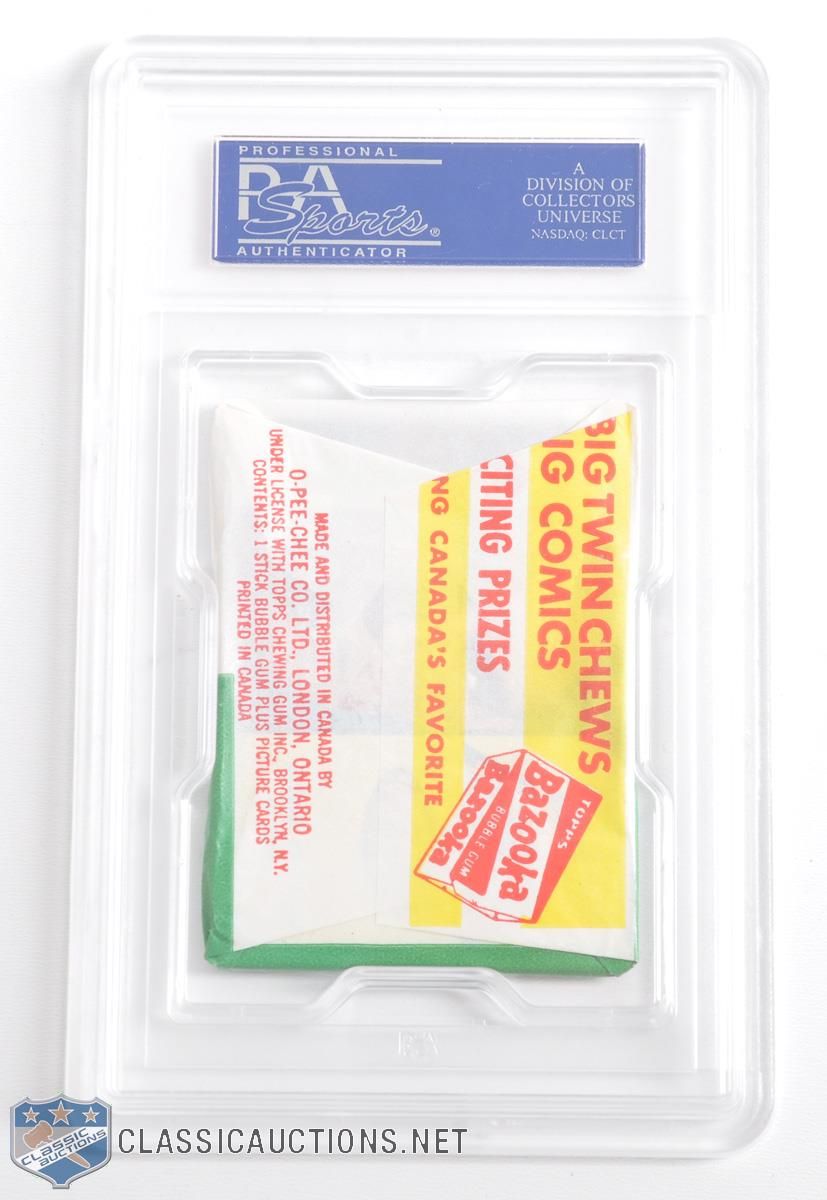 PROFESSIONAL
PSA
Sports®
AUTHENTICATOR
A
DIVISION OF
COLLECTORS
UNIVERSE
NASDAQ: CLCT
BIG TWIN CHEWS
IG COMICS
CITING PRIZES
NG CANADA'S FAVORITE
TOPPS
Bazooka
BUBBLE GUM
Bazooka
MADE AND DISTRIBUTED IN CANADA BY
O-PEE-CHEE CO. LTD., LONDON, ONTARIO
UNDER LICENSE WITH TOPPS CHEWING GUM INC., BROOKLYN, N.Y.
CONTENTS: 1 STICK BUBBLE GUM PLUS PICTURE CARDS
PRINTED IN CANADA
PSA
CLASSIC
AUCTIONS
CLASSICAUCTIONS.NET